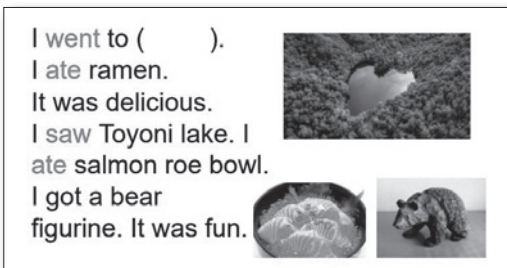 I went to (          ).
I ate ramen.
It was delicious.
I saw Toyoni lake. I
ate salmon roe bowl.
I got a bear
figurine. It was fun.